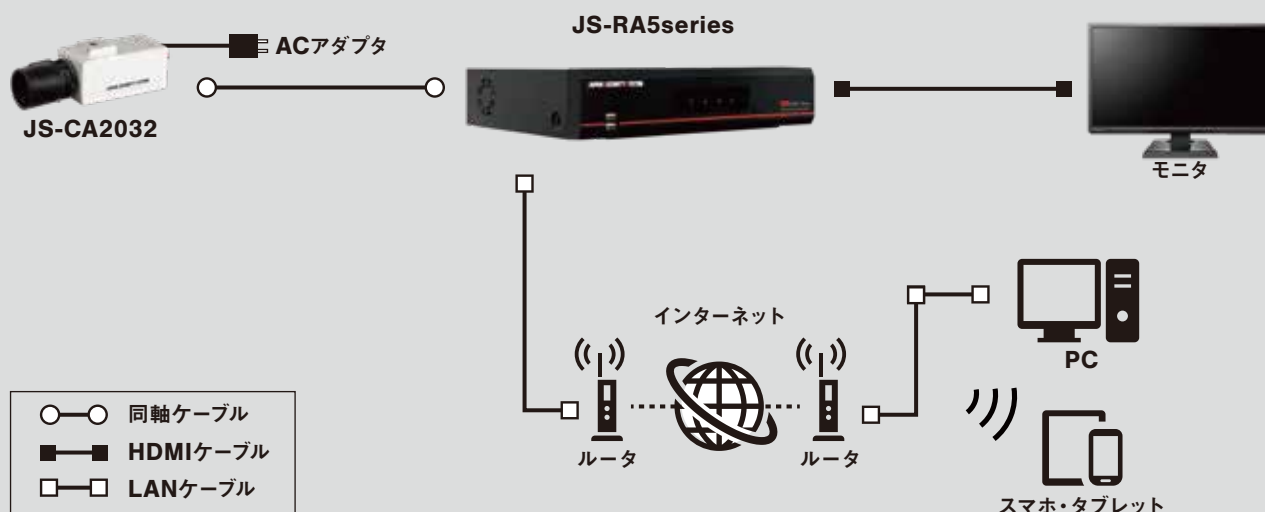 JS-RA5series
ACアダプタ
JS-CA2032
モニタ
インターネット
PC
ルータ
ルータ
同軸ケーブル
HDMIケーブル
LANケーブル
スマホ・タブレット